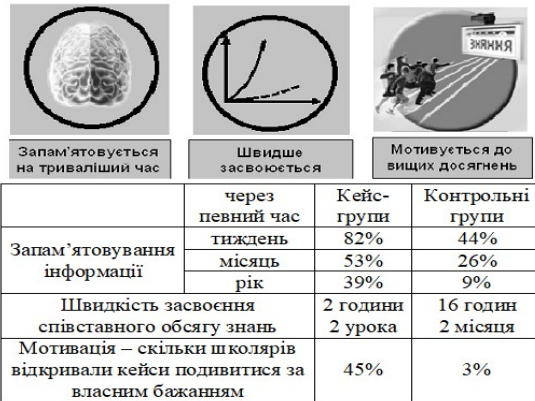 ЗНАННЯ
Запам’ятовується
на триваліший час
Швидше
засвоюється
Мотивується до
вищих досягнень
через
певний час
Кейс-
групи
Контрольні
групи
Запам’ятовування
інформації
тиждень 82% 44%
місяць 53% 26%
рік 39% 9%
Швидкість засвоєння
співставного обсягу знань
2 години
2 урока
16 годин
2 місяця
Мотивація – скільки школярів
відкривали кейси подивитися за
власним бажанням
45% 3%